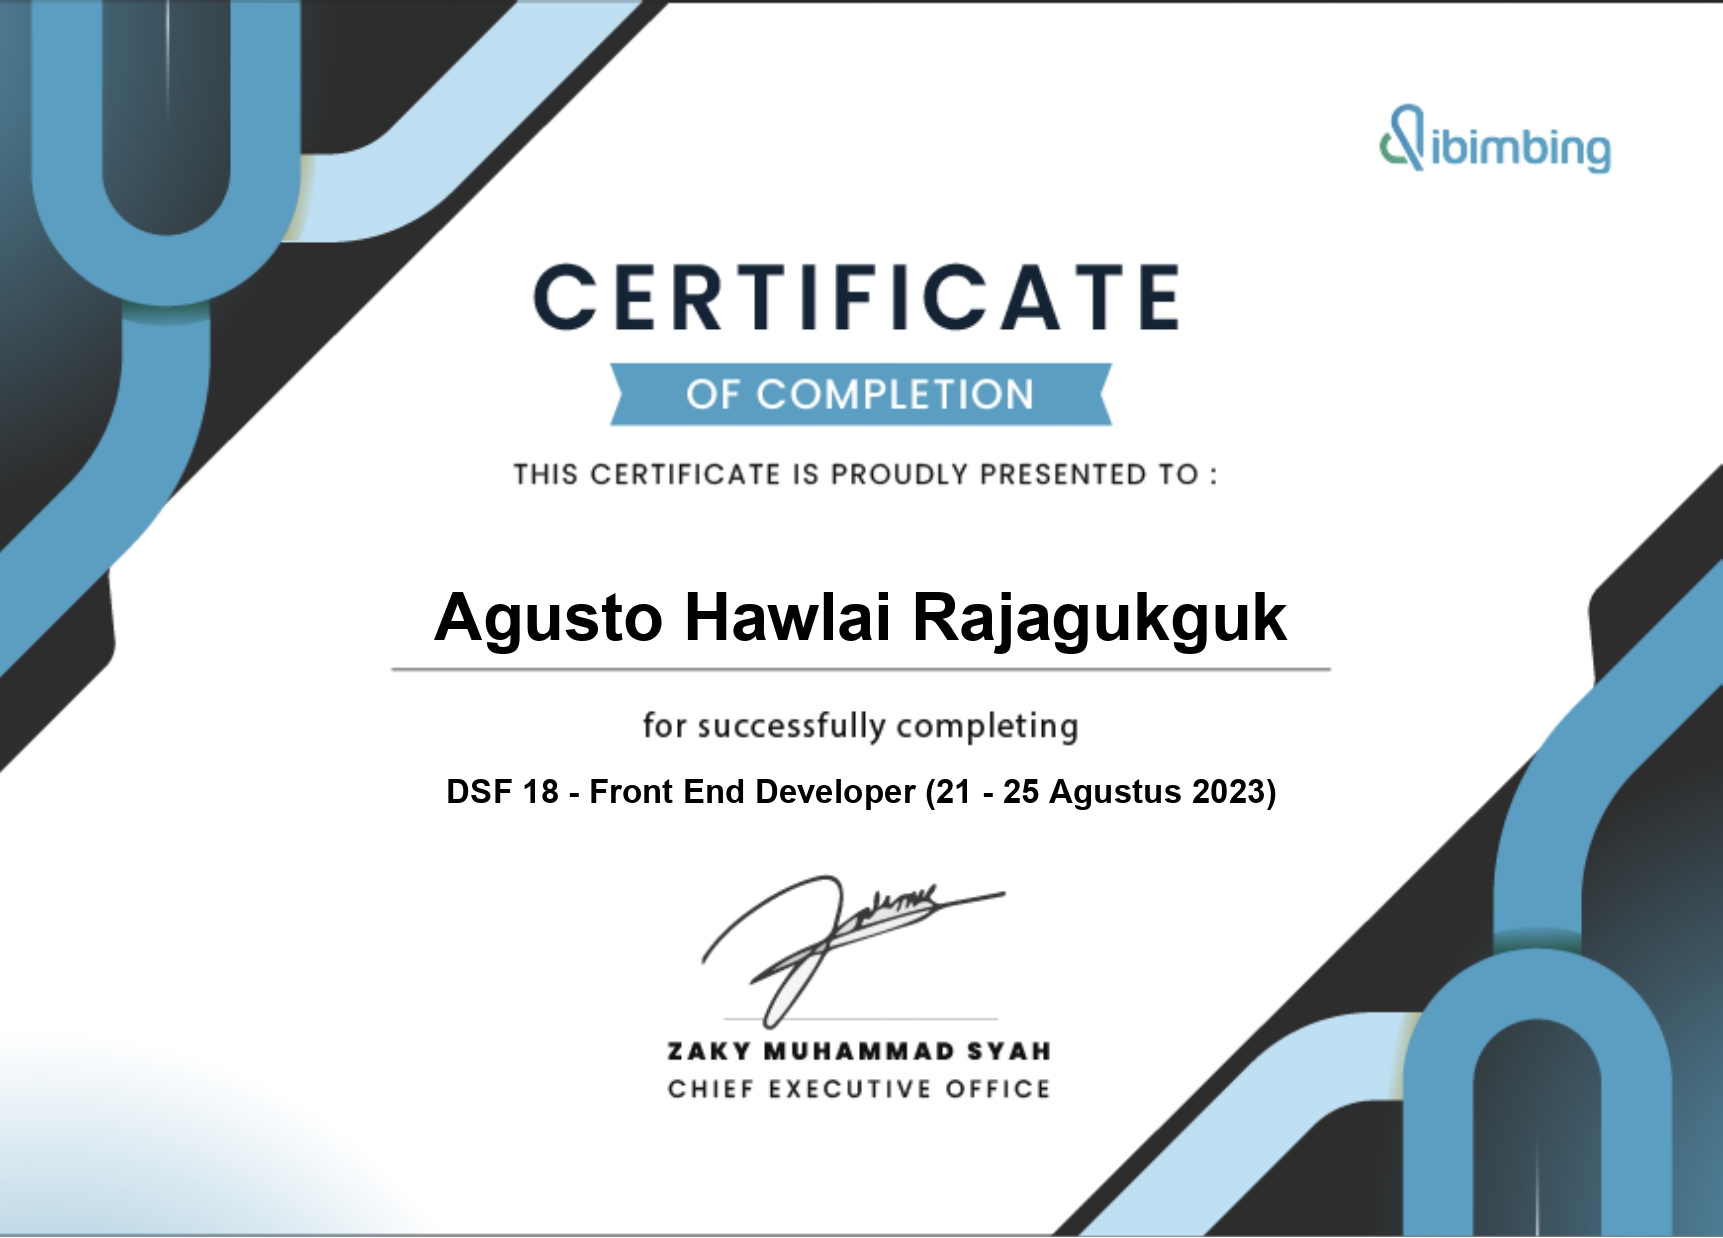 dibimbing
CERTIFICATE
OF COMPLETION
THIS CERTIFICATE IS PROUDLY PRESENTED TO :
Agusto Hawlai Rajagukguk
for successfully completing
DSF 18 - Front End Developer (21 - 25 Agustus 2023)
ZAKY MUHAMMAD SYAH
CHIEF EXECUTIVE OFFICE